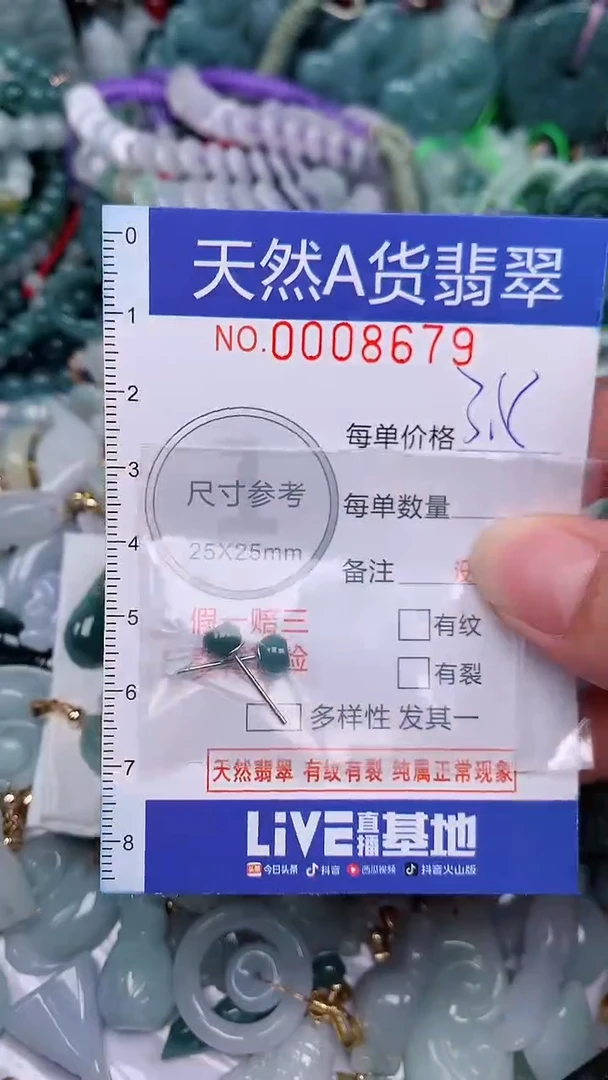 天然A货翡翠
NO.0008679
每单价格
尺寸参考
25X25mm
每单数量
备注
假一赔三
有纹
验
有裂
多样性 发其一
天然翡翠 有纹有裂 纯属正常现象
LiVE直播基地
头条 今日头条 抖音 西瓜视频 抖音火山版
0
1
2
3
4
5
6
7
8